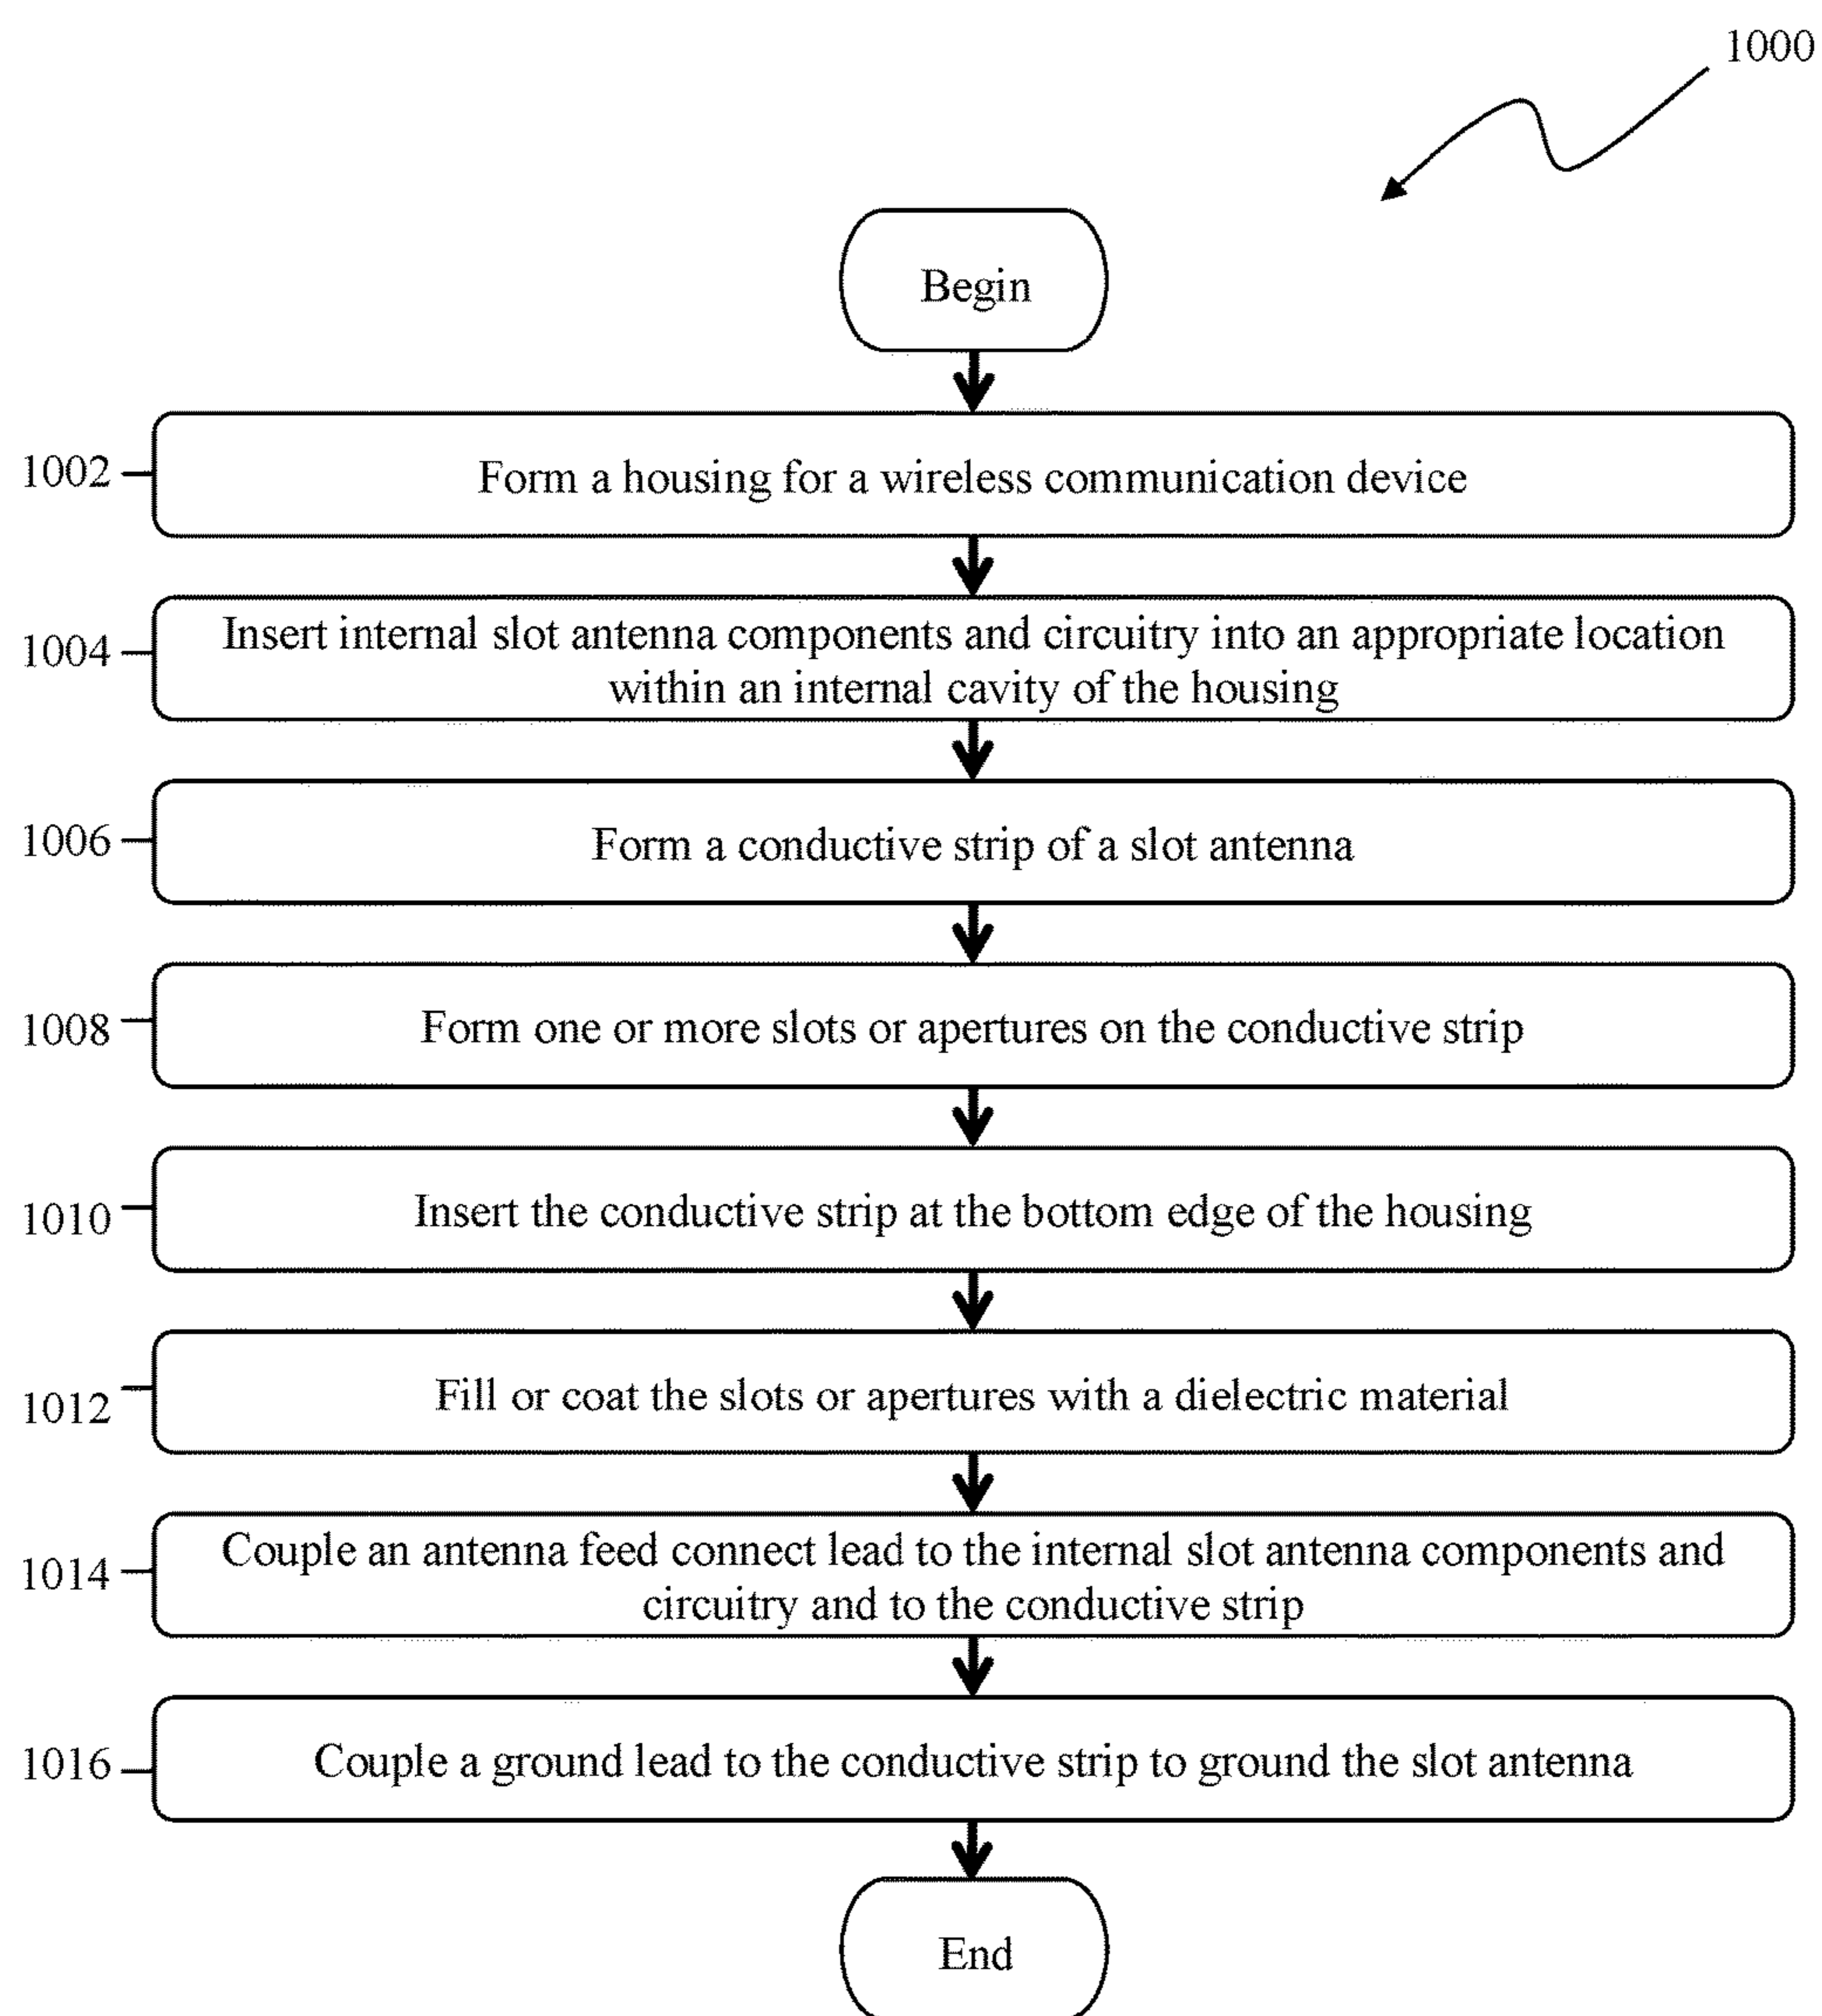 1000
Begin
1002
Form a housing for a wireless communication device
1004
Insert internal slot antenna components and circuitry into an appropriate location
within an internal cavity of the housing
1006
Form a conductive strip of a slot antenna
1008
Form one or more slots or apertures on the conductive strip
1010
Insert the conductive strip at the bottom edge of the housing
1012
Fill or coat the slots or apertures with a dielectric material
1014
Couple an antenna feed connect lead to the internal slot antenna components and
circuitry and to the conductive strip
1016
Couple a ground lead to the conductive strip to ground the slot antenna
End